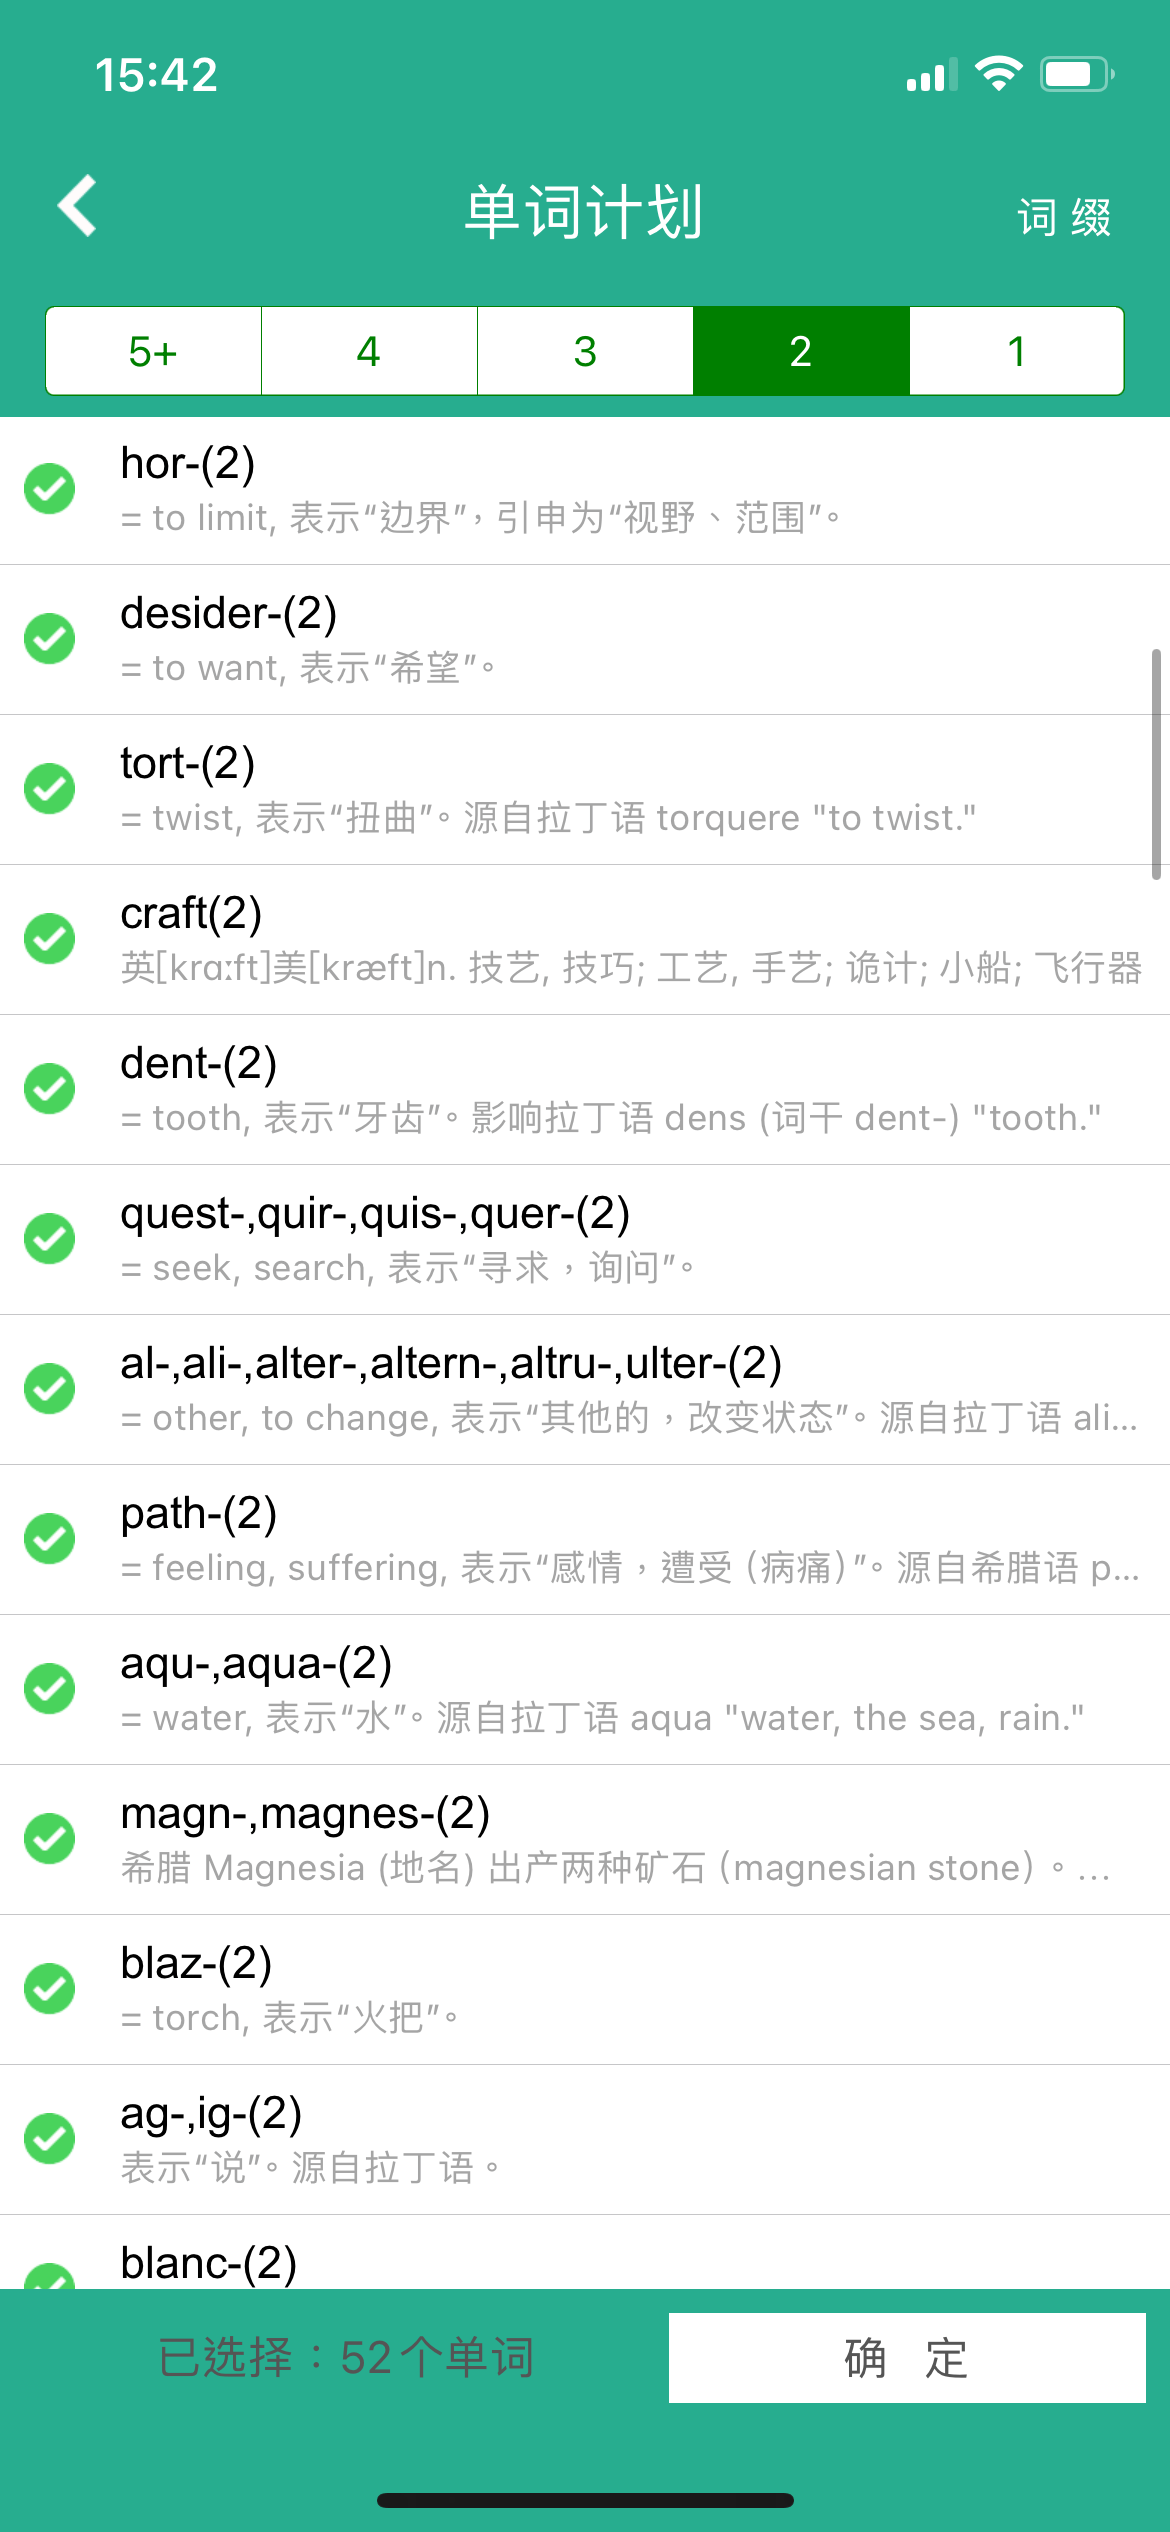 15:42
单词计划
词 缀
5+ 4 3 2 1
hor-(2)
= to limit, 表示“边界”，引申为“视野、范围”。
desider-(2)
= to want, 表示“希望”。
tort-(2)
= twist, 表示“扭曲”。源自拉丁语 torquere "to twist."
craft(2)
英[krɑːft]美[kræft]n. 技艺, 技巧; 工艺, 手艺; 诡计; 小船; 飞行器
dent-(2)
= tooth, 表示“牙齿”。影响拉丁语 dens (词干 dent-) "tooth."
quest-,quir-,quis-,quer-(2)
= seek, search, 表示“寻求，询问”。
al-,ali-,alter-,altern-,altru-,ulter-(2)
= other, to change, 表示“其他的，改变状态”。源自拉丁语 ali...
path-(2)
= feeling, suffering, 表示“感情，遭受（病痛）”。源自希腊语 p...
aqu-,aqua-(2)
= water, 表示“水”。源自拉丁语 aqua "water, the sea, rain."
magn-,magnes-(2)
希腊 Magnesia (地名) 出产两种矿石（magnesian stone）。...
blaz-(2)
= torch, 表示“火把”。
ag-,ig-(2)
表示“说”。源自拉丁语。
blanc-(2)
已选择：52个单词
确 定